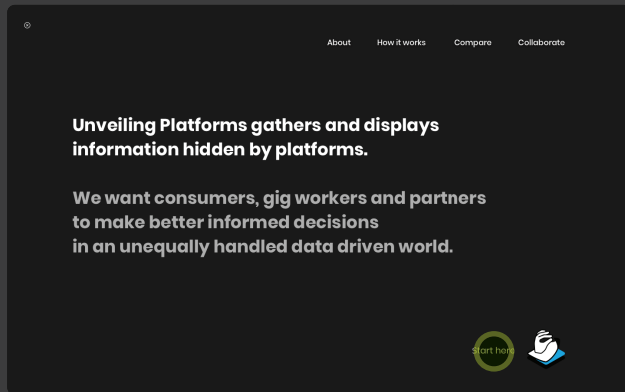 About How it works Compare Collaborate
Unveiling Platforms gathers and displays
information hidden by platforms.
We want consumers, gig workers and partners
to make better informed decisions
in an unequally handled data driven world.
Start here